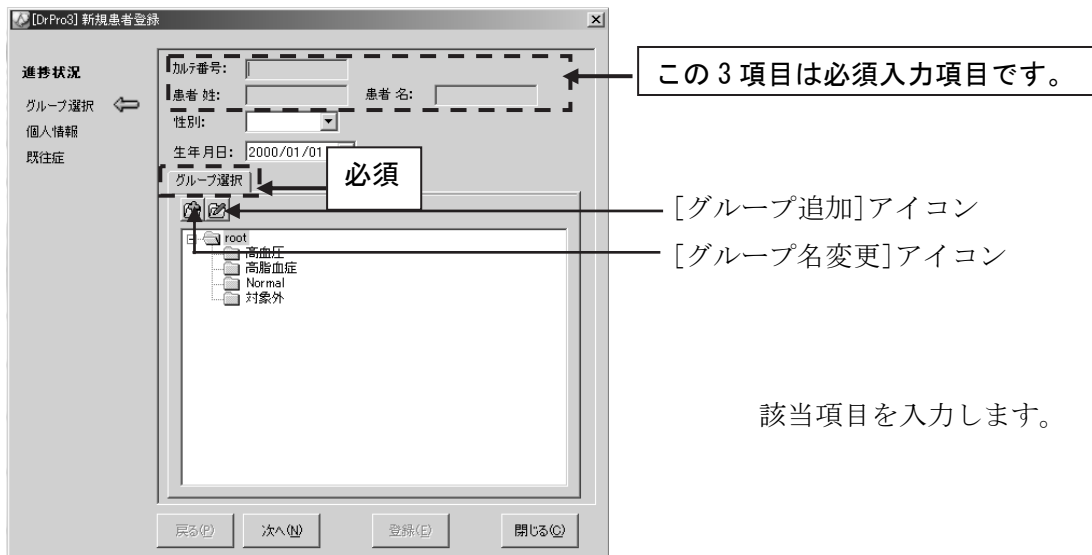 [DrPro3] 新規患者登録
進捗状況
グループ選択
個人情報
既往症
カルテ番号:
患者 姓: 患者 名:
性別:
生年月日: 2000/01/01
グループ選択
必須
この3項目は必須入力項目です。
[グループ追加]アイコン
[グループ名変更]アイコン
root
高血圧
高脂血症
Normal
対象外
該当項目を入力します。
戻る(P) 次へ(N) 登録(E) 閉じる(C)